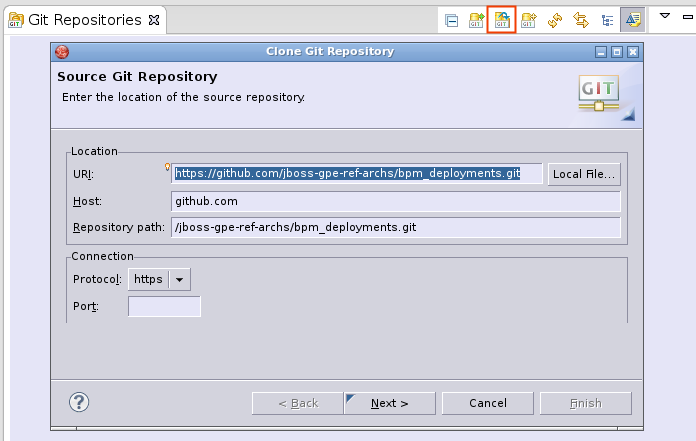 Git Repositories
Clone Git Repository
Source Git Repository
Enter the location of the source repository.
GIT
Location
URI: https://github.com/jboss-gpe-ref-archs/bpm_deployments.git Local File...
Host: github.com
Repository path: /jboss-gpe-ref-archs/bpm_deployments.git
Connection
Protocol: https
Port:
< Back Next > Cancel Finish